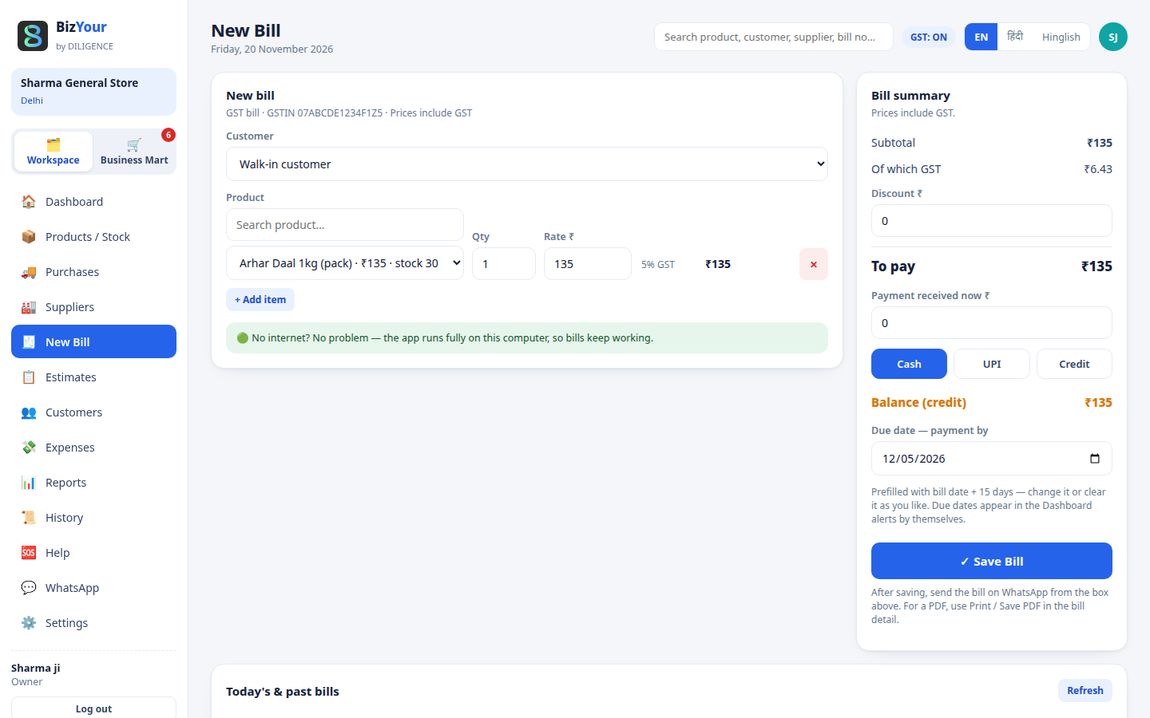 BizYour
by DILIGENCE
Sharma General Store
Delhi
Workspace
Business Mart
6
Dashboard
Products / Stock
Purchases
Suppliers
New Bill
Estimates
Customers
Expenses
Reports
History
SOS Help
WhatsApp
Settings
Sharma ji
Owner
Log out
New Bill
Friday, 20 November 2026
Search product, customer, supplier, bill no...
GST: ON
EN
हिंदी
Hinglish
SJ
New bill
GST bill · GSTIN 07ABCDE1234F1Z5 · Prices include GST
Customer
Walk-in customer
Product
Search product...
Qty
Rate ₹
Arhar Daal 1kg (pack) · ₹135 · stock 30
1
135
5% GST
₹135
×
+ Add item
No internet? No problem — the app runs fully on this computer, so bills keep working.
Bill summary
Prices include GST.
Subtotal ₹135
Of which GST ₹6.43
Discount ₹
0
To pay ₹135
Payment received now ₹
0
Cash
UPI
Credit
Balance (credit) ₹135
Due date — payment by
12/05/2026
Prefilled with bill date + 15 days — change it or clear
it as you like. Due dates appear in the Dashboard
alerts by themselves.
✓ Save Bill
After saving, send the bill on WhatsApp from the box
above. For a PDF, use Print / Save PDF in the bill
detail.
Today's & past bills
Refresh